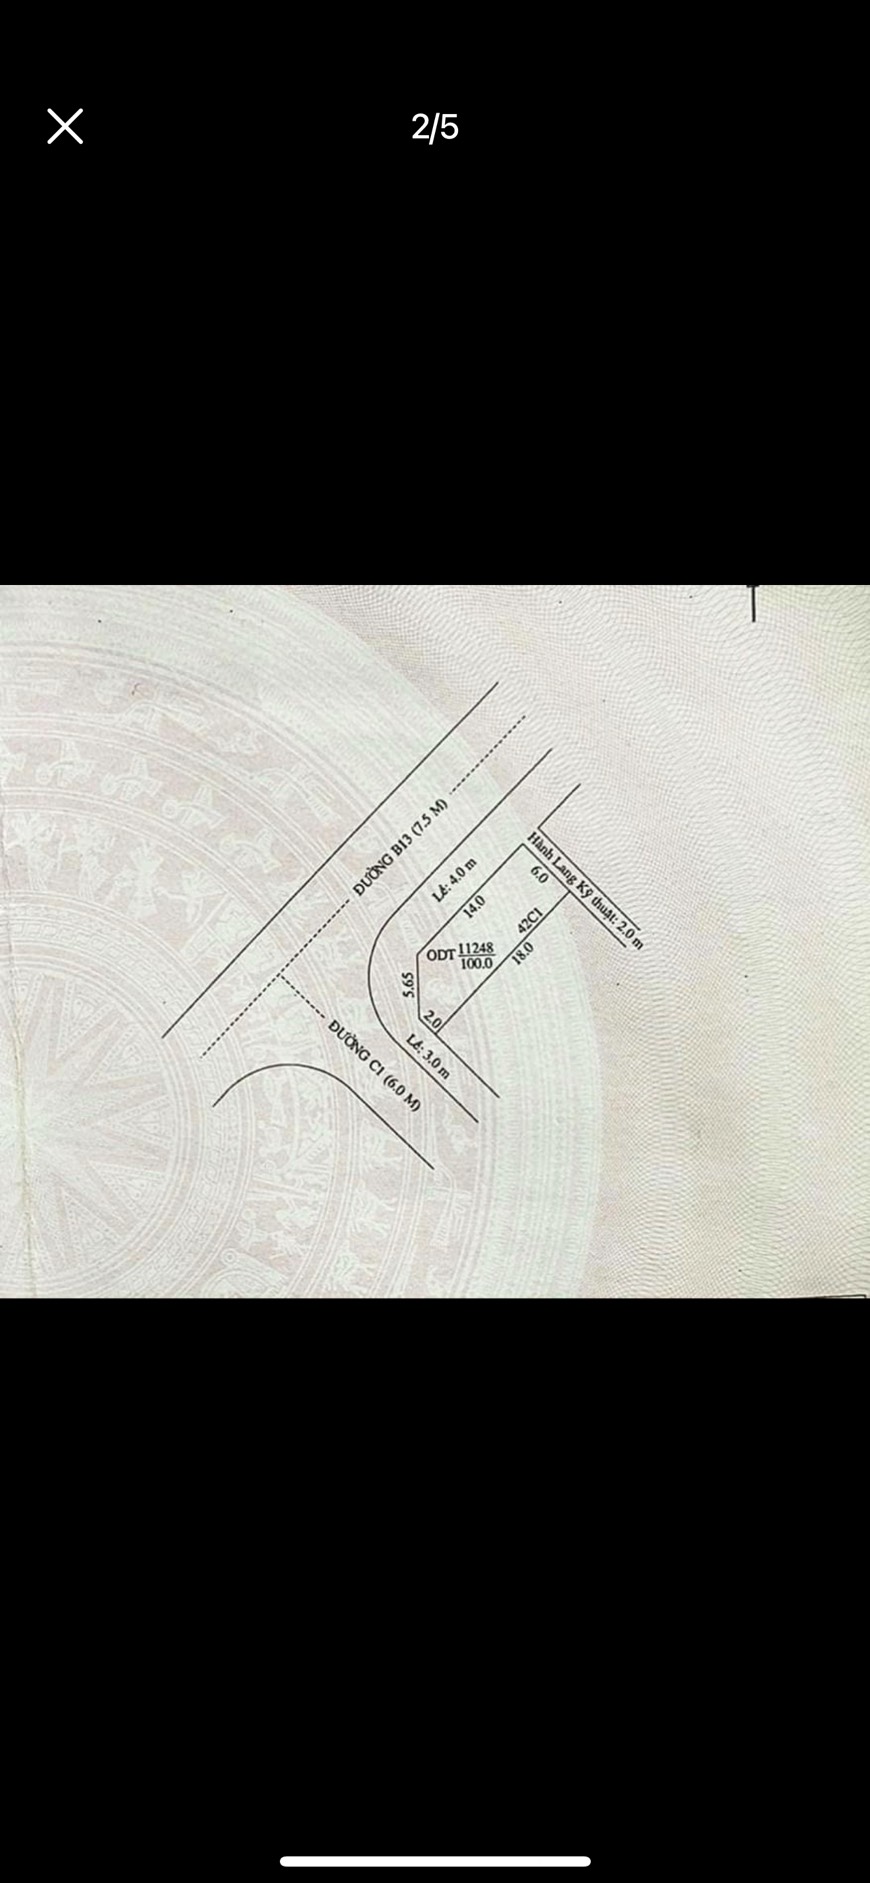 2/5
ĐƯỜNG B13 (7.5 M)
Lề: 4.0 m
14.0
Hành Lang Kỹ thuật: 2.0 m
6.0
42C1
18.0
ODT 11248
100.0
5.65
2.0
Lề: 3.0 m
ĐƯỜNG C1 (6.0 M)